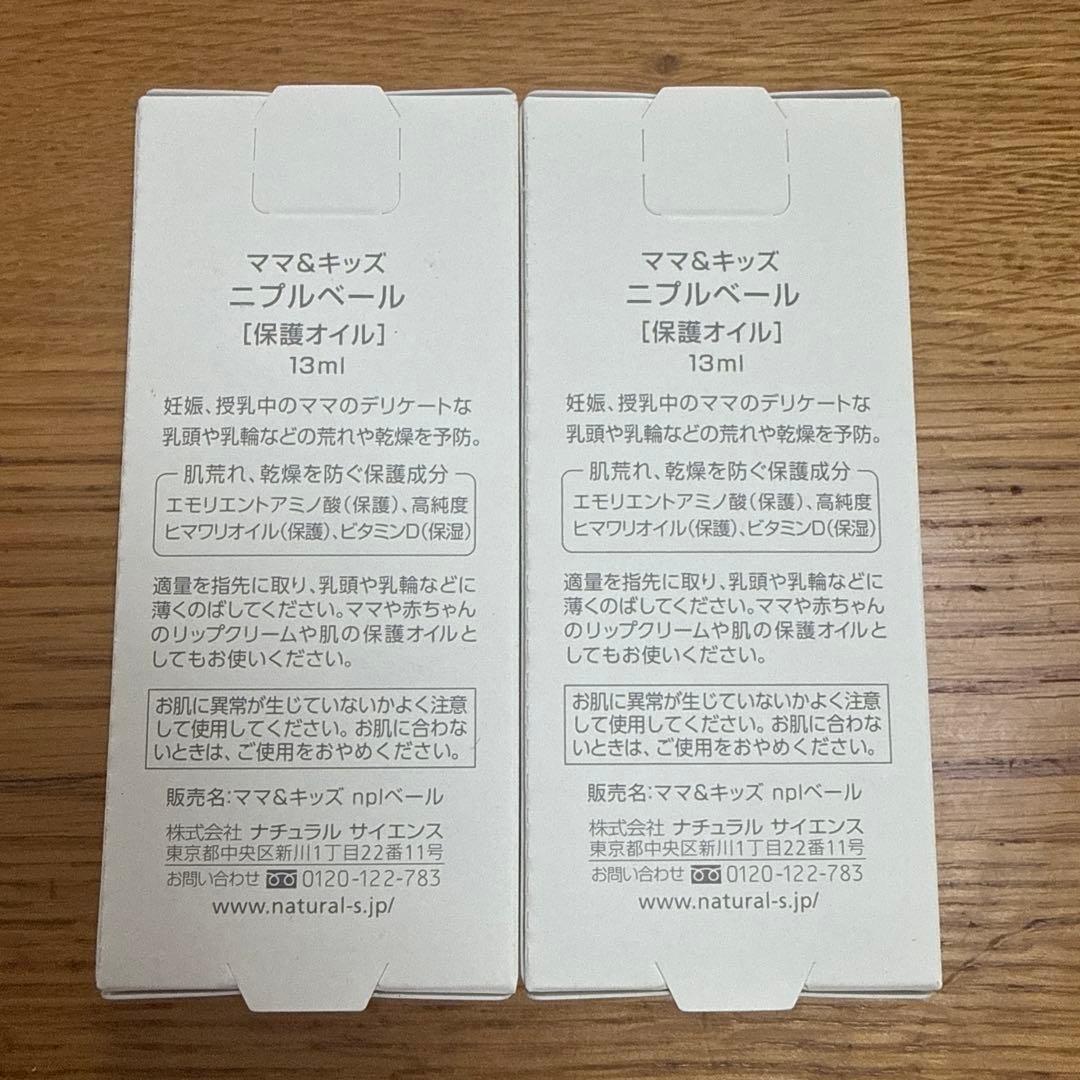 ママ&キッズ
ニプルベール
[保護オイル]
13ml
妊娠、授乳中のママのデリケートな
乳頭や乳輪などの荒れや乾燥を予防。
肌荒れ、乾燥を防ぐ保護成分
エモリエントアミノ酸(保護)、高純度
ヒマワリオイル(保護)、ビタミンD(保湿)
適量を指先に取り、乳頭や乳輪などに
薄くのばしてください。ママや赤ちゃん
のリップクリームや肌の保護オイルと
してもお使いください。
お肌に異常が生じていないかよく注意
して使用してください。お肌に合わな
いときは、ご使用をおやめください。
販売名:ママ&キッズ nplベール
株式会社 ナチュラル サイエンス
東京都中央区新川1丁目22番11号
お問い合わせ 0120-122-783
www.natural-s.jp/
ママ&キッズ
ニプルベール
[保護オイル]
13ml
妊娠、授乳中のママのデリケートな
乳頭や乳輪などの荒れや乾燥を予防。
肌荒れ、乾燥を防ぐ保護成分
エモリエントアミノ酸(保護)、高純度
ヒマワリオイル(保護)、ビタミンD(保湿)
適量を指先に取り、乳頭や乳輪などに
薄くのばしてください。ママや赤ちゃん
のリップクリームや肌の保護オイルと
してもお使いください。
お肌に異常が生じていないかよく注意
して使用してください。お肌に合わな
いときは、ご使用をおやめください。
販売名:ママ&キッズ nplベール
株式会社 ナチュラル サイエンス
東京都中央区新川1丁目22番11号
お問い合わせ 0120-122-783
www.natural-s.jp/